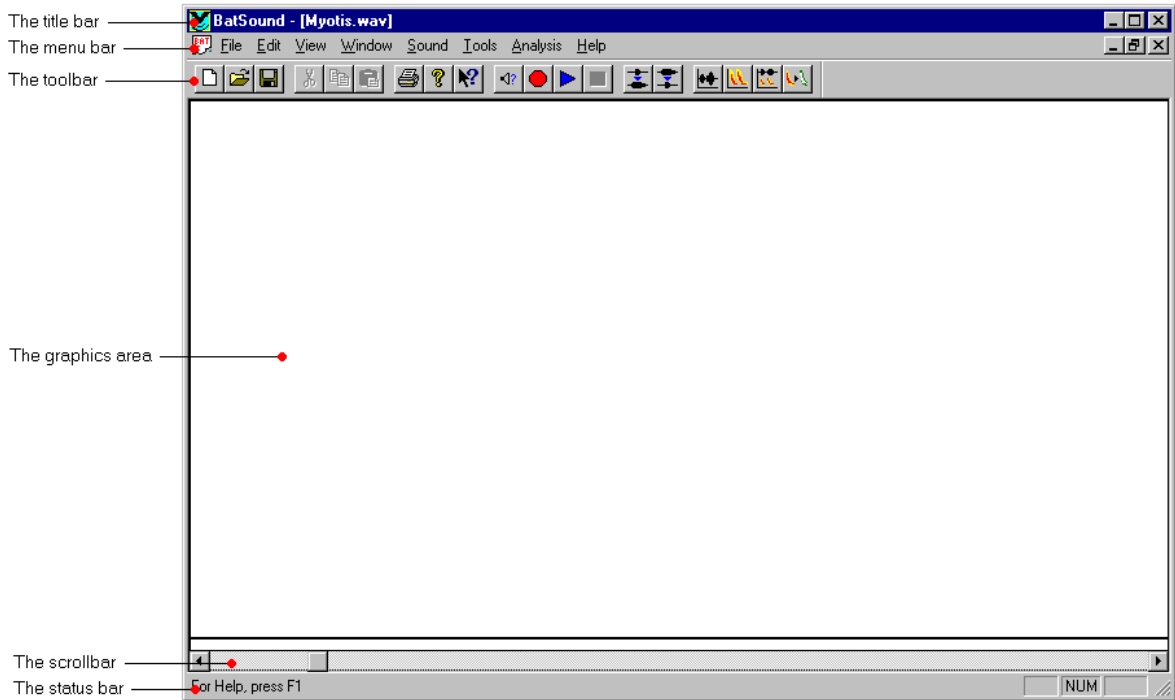 The title bar
BatSound - [Myotis.wav]
The menu bar
BAT
File Edit View Window Sound Tools Analysis Help
The toolbar
The graphics area
The scrollbar
The status bar
For Help, press F1
NUM